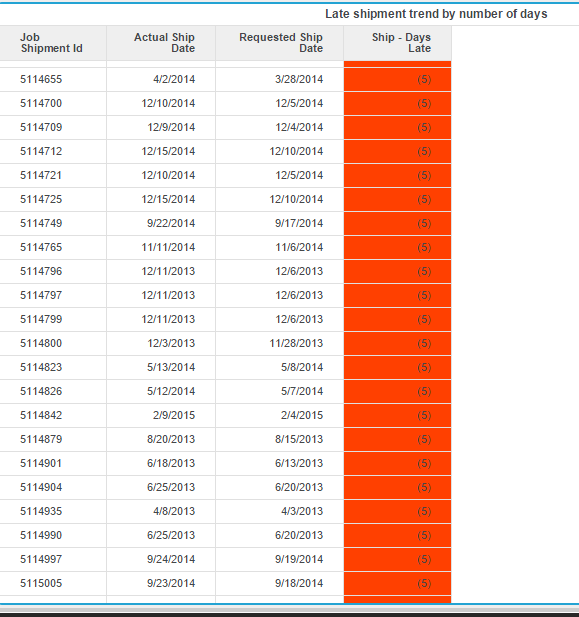 Late shipment trend by number of days
Job Shipment Id Actual Ship Date Requested Ship Date Ship - Days Late
5114655 4/2/2014 3/28/2014 (5)
5114700 12/10/2014 12/5/2014 (5)
5114709 12/9/2014 12/4/2014 (5)
5114712 12/15/2014 12/10/2014 (5)
5114721 12/10/2014 12/5/2014 (5)
5114725 12/15/2014 12/10/2014 (5)
5114749 9/22/2014 9/17/2014 (5)
5114765 11/11/2014 11/6/2014 (5)
5114796 12/11/2013 12/6/2013 (5)
5114797 12/11/2013 12/6/2013 (5)
5114799 12/11/2013 12/6/2013 (5)
5114800 12/3/2013 11/28/2013 (5)
5114823 5/13/2014 5/8/2014 (5)
5114826 5/12/2014 5/7/2014 (5)
5114842 2/9/2015 2/4/2015 (5)
5114879 8/20/2013 8/15/2013 (5)
5114901 6/18/2013 6/13/2013 (5)
5114904 6/25/2013 6/20/2013 (5)
5114935 4/8/2013 4/3/2013 (5)
5114990 6/25/2013 6/20/2013 (5)
5114997 9/24/2014 9/19/2014 (5)
5115005 9/23/2014 9/18/2014 (5)